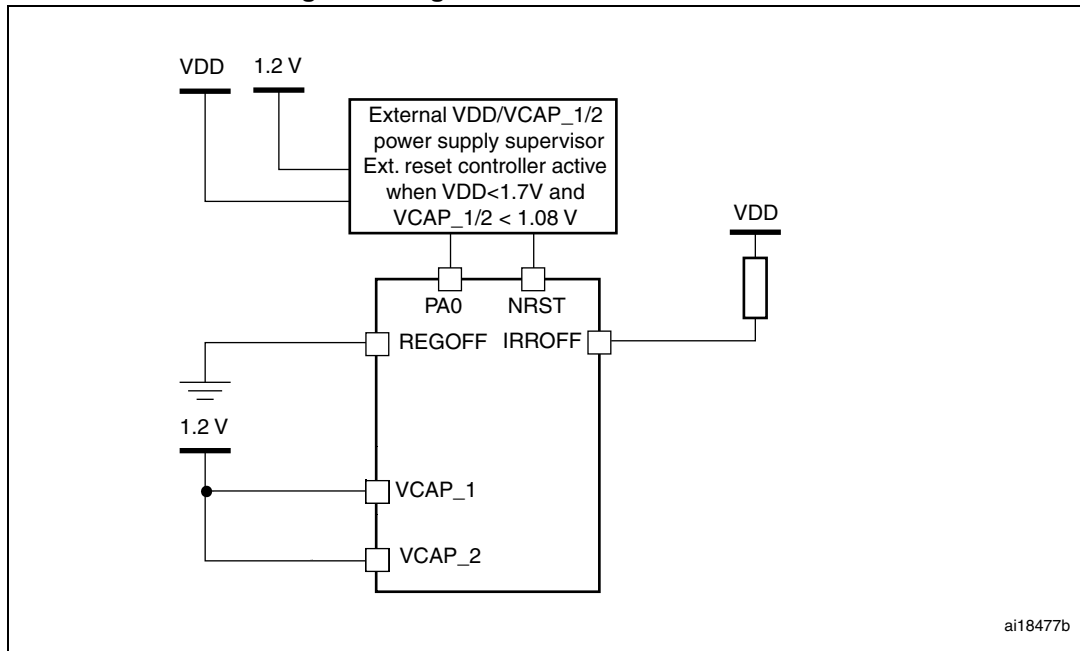 VDD
1.2 V
External VDD/VCAP_1/2
power supply supervisor
Ext. reset controller active
when VDD<1.7V and
VCAP_1/2 < 1.08 V
VDD
PA0
NRST
REGOFF
IRROFF
1.2 V
VCAP_1
VCAP_2
ai18477b